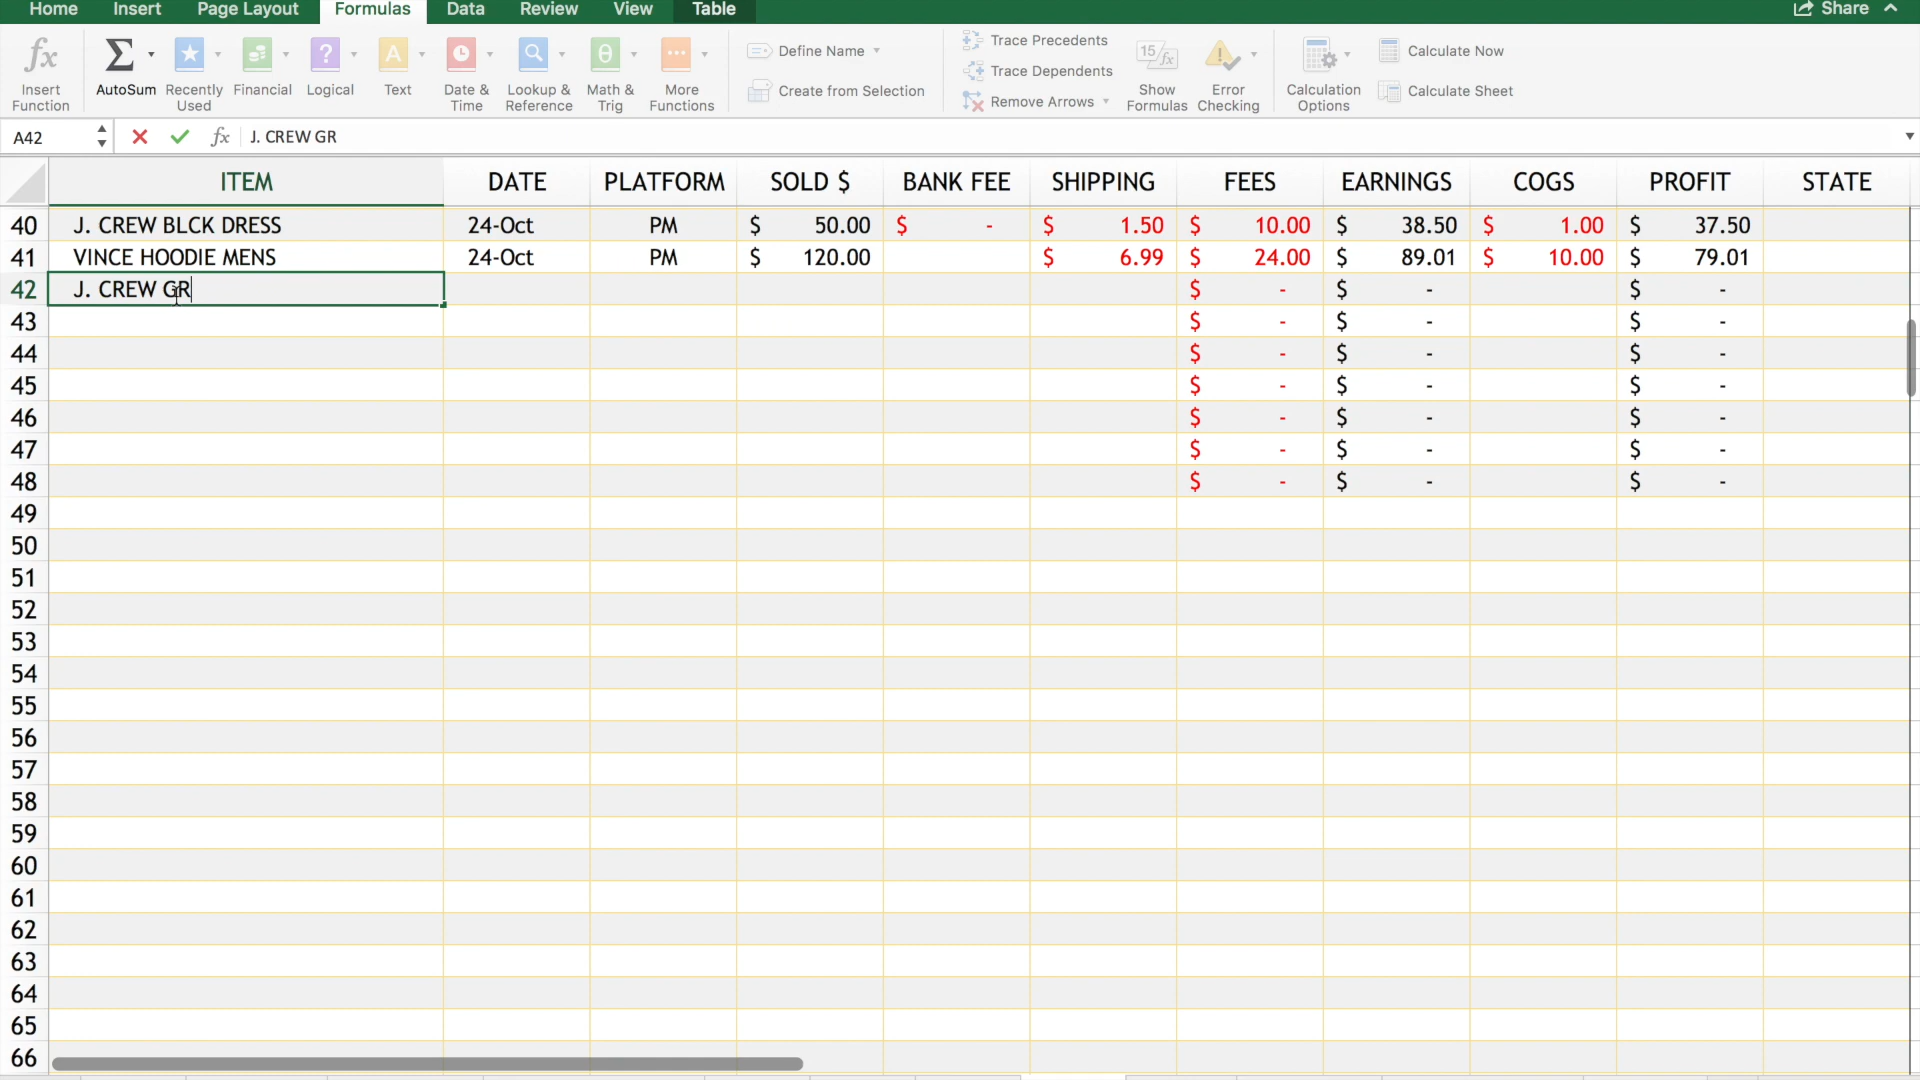 Home Insert Page Layout Formulas Data Review View Table Share
Insert Function AutoSum Recently Used Financial Logical Text Date & Time Lookup & Reference Math & Trig More Functions Define Name Create from Selection Trace Precedents Trace Dependents Remove Arrows Show Formulas Error Checking Calculation Options Calculate Now Calculate Sheet
A42 fx J. CREW GR
ITEM DATE PLATFORM SOLD $ BANK FEE SHIPPING FEES EARNINGS COGS PROFIT STATE
40 J. CREW BLCK DRESS 24-Oct PM $ 50.00 $ - $ 1.50 $ 10.00 $ 38.50 $ 1.00 $ 37.50
41 VINCE HOODIE MENS 24-Oct PM $ 120.00 $ 6.99 $ 24.00 $ 89.01 $ 10.00 $ 79.01
42 J. CREW GR $ - $ - $ -
43 $ - $ - $ -
44 $ - $ - $ -
45 $ - $ - $ -
46 $ - $ - $ -
47 $ - $ - $ -
48 $ - $ - $ -
49
50
51
52
53
54
55
56
57
58
59
60
61
62
63
64
65
66